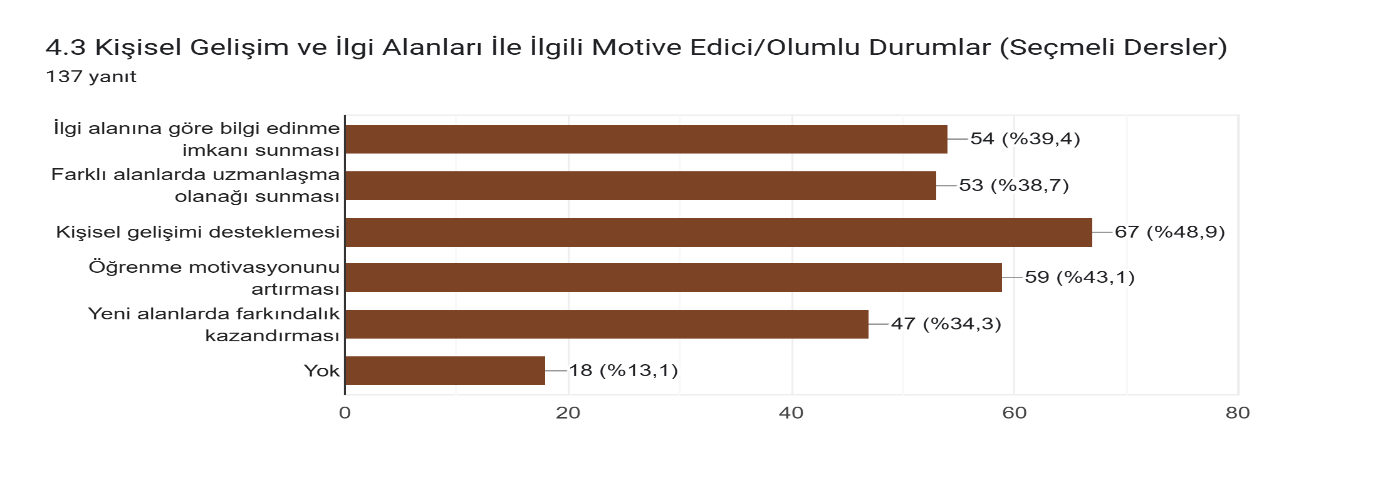 4.3 Kişisel Gelişim ve İlgi Alanları İle İlgili Motive Edici/Olumlu Durumlar (Seçmeli Dersler)
137 yanıt
İlgi alanına göre bilgi edinme
imkanı sunması
54 (%39,4)
Farklı alanlarda uzmanlaşma
olanağı sunması
53 (%38,7)
Kişisel gelişimi desteklemesi
67 (%48,9)
Öğrenme motivasyonunu
artırması
59 (%43,1)
Yeni alanlarda farkındalık
kazandırması
47 (%34,3)
Yok
18 (%13,1)
0 20 40 60 80